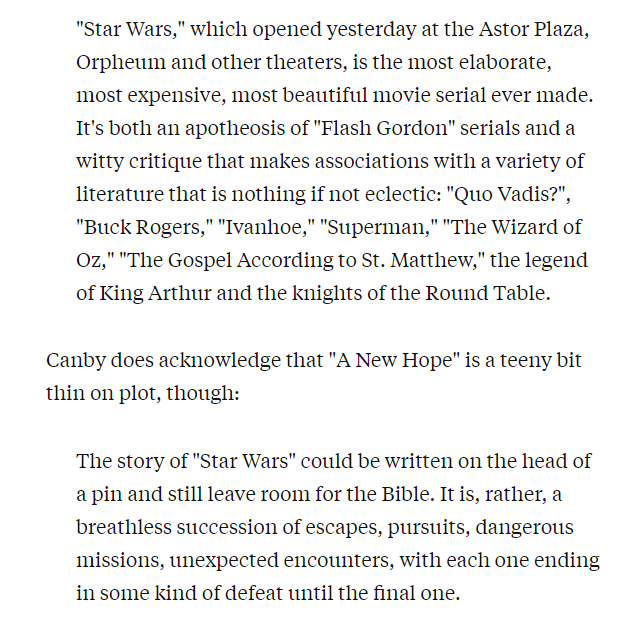 "Star Wars," which opened yesterday at the Astor Plaza,
Orpheum and other theaters, is the most elaborate,
most expensive, most beautiful movie serial ever made.
It's both an apotheosis of "Flash Gordon" serials and a
witty critique that makes associations with a variety of
literature that is nothing if not eclectic: "Quo Vadis?",
"Buck Rogers," "Ivanhoe," "Superman," "The Wizard of
Oz," "The Gospel According to St. Matthew," the legend
of King Arthur and the knights of the Round Table.
Canby does acknowledge that "A New Hope" is a teeny bit
thin on plot, though:
The story of "Star Wars" could be written on the head of
a pin and still leave room for the Bible. It is, rather, a
breathless succession of escapes, pursuits, dangerous
missions, unexpected encounters, with each one ending
in some kind of defeat until the final one.